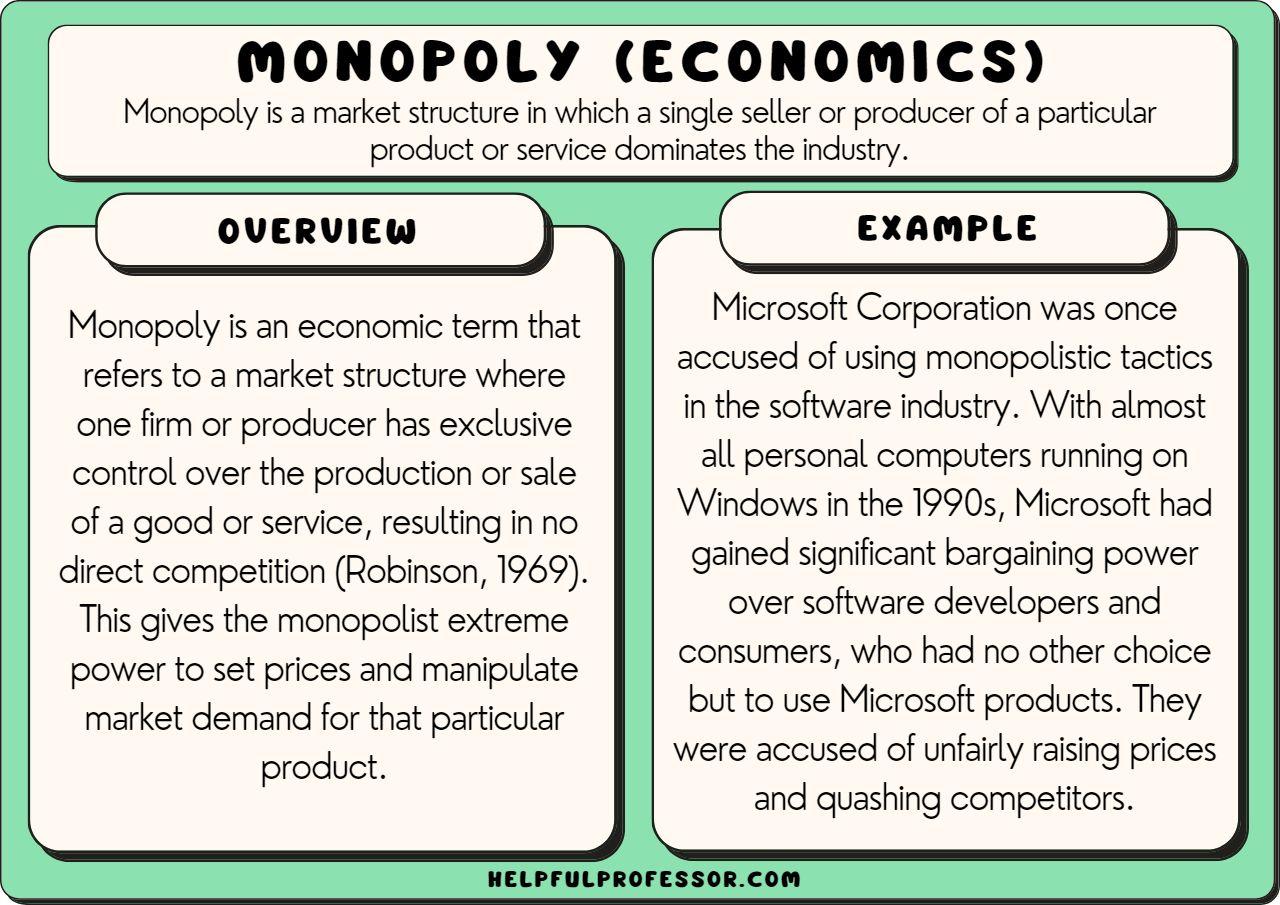 MONOPOLY (ECONOMICS)
Monopoly is a market structure in which a single seller or producer of a particular
product or service dominates the industry.
OVERVIEW
Monopoly is an economic term that
refers to a market structure where
one firm or producer has exclusive
control over the production or sale
of a good or service, resulting in no
direct competition (Robinson, 1969).
This gives the monopolist extreme
power to set prices and manipulate
market demand for that particular
product.
EXAMPLE
Microsoft Corporation was once
accused of using monopolistic tactics
in the software industry. With almost
all personal computers running on
Windows in the 1990s, Microsoft had
gained significant bargaining power
over software developers and
consumers, who had no other choice
but to use Microsoft products. They
were accused of unfairly raising prices
and quashing competitors.
HELPFULPROFESSOR.COM